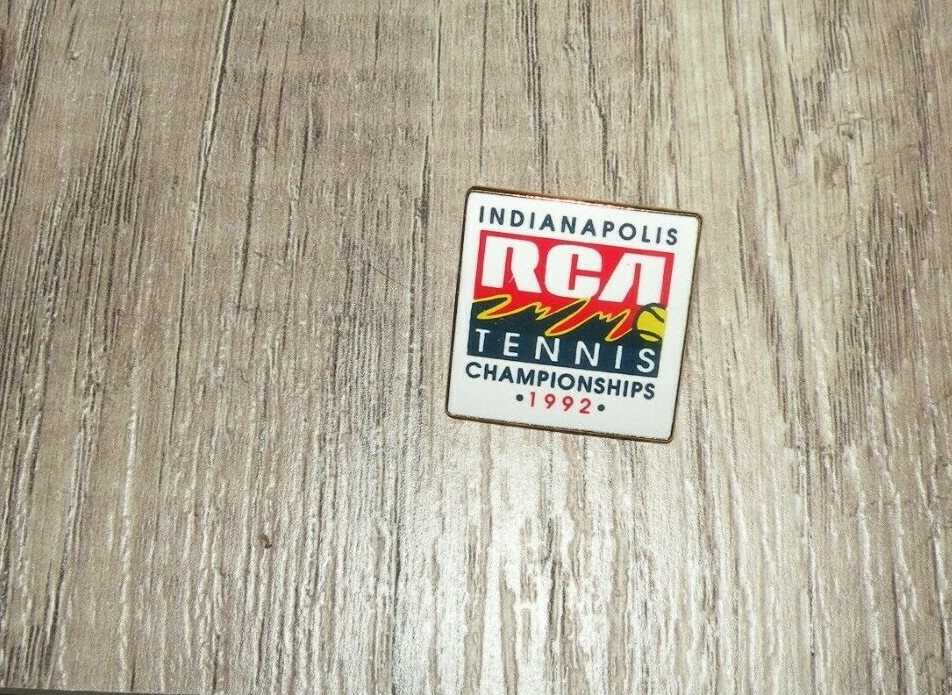 INDIANAPOLIS
RCA
TENNIS
CHAMPIONSHIPS
•1992•